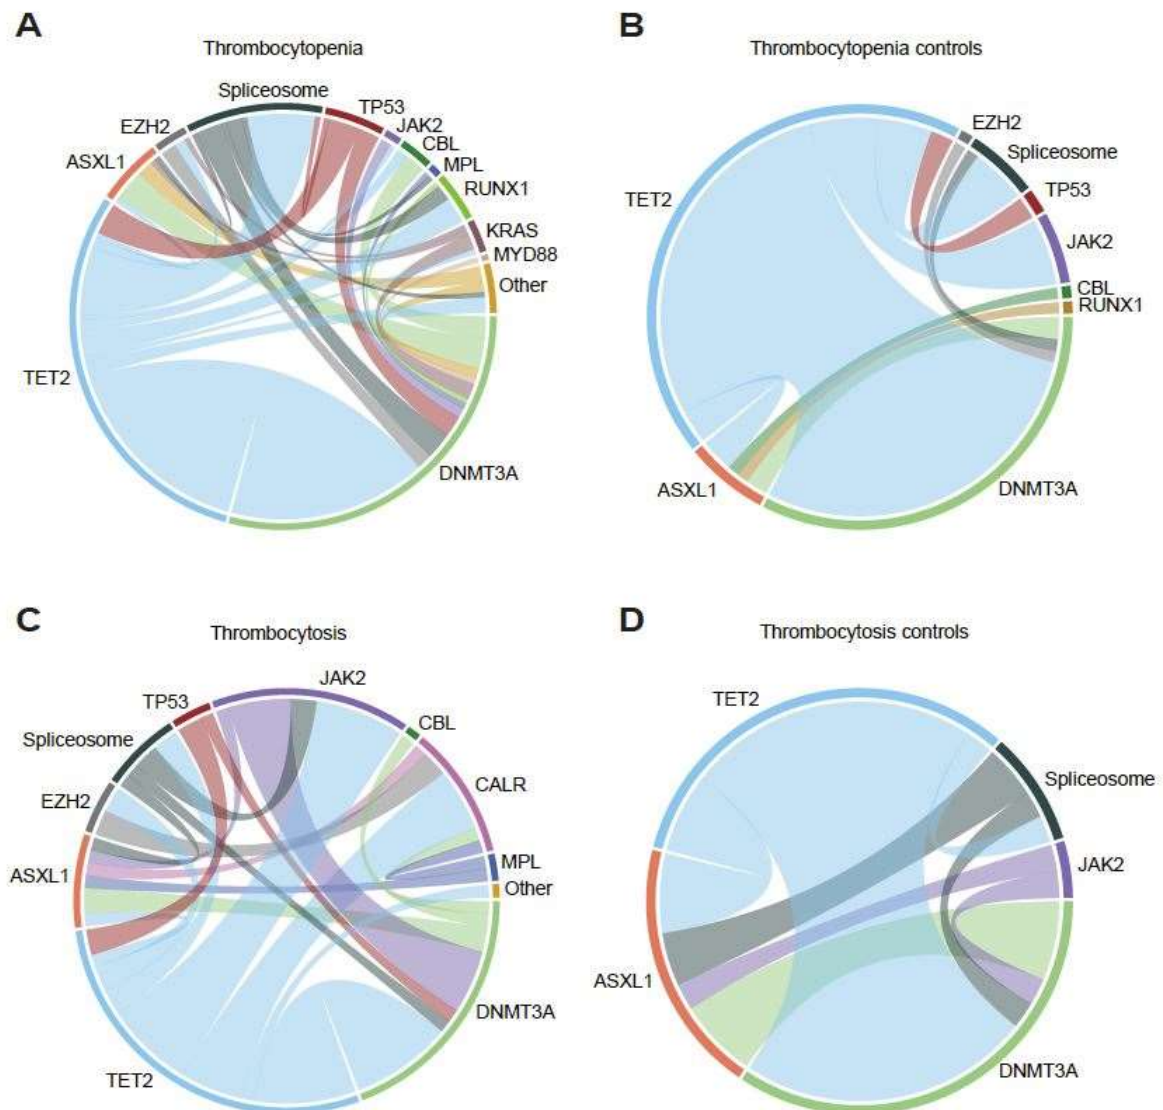 A
Thrombocytopenia
Spliceosome
TP53
JAK2
CBL
MPL
RUNX1
KRAS
MYD88
Other
EZH2
ASXL1
TET2
DNMT3A
B
Thrombocytopenia controls
EZH2
Spliceosome
TP53
JAK2
CBL
RUNX1
TET2
ASXL1
DNMT3A
C
Thrombocytosis
JAK2
TP53
CBL
Spliceosome
CALR
EZH2
MPL
Other
ASXL1
DNMT3A
TET2
D
Thrombocytosis controls
TET2
Spliceosome
JAK2
ASXL1
DNMT3A